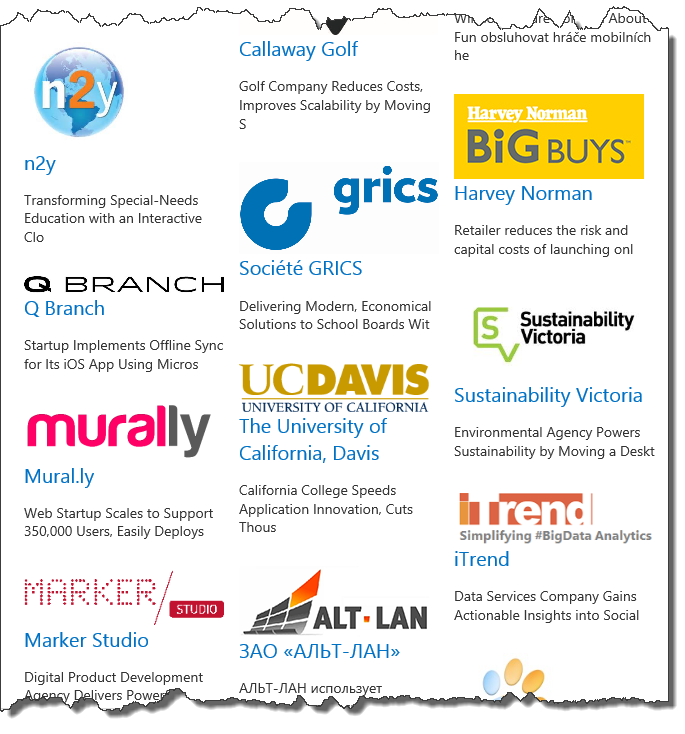 n2y
n2y
Transforming Special-Needs
Education with an Interactive
Clo
Q BRANCH
Q Branch
Startup Implements Offline Sync
for Its iOS App Using Micros
murally
Mural.ly
Web Startup Scales to Support
350,000 Users, Easily Deploys
MARKER STUDIO
Marker Studio
Digital Product Development
Agency Delivers Power
Callaway Golf
Golf Company Reduces Costs,
Improves Scalability by Moving
S
grics
Société GRICS
Delivering Modern, Economical
Solutions to School Boards Wit
UCDAVIS
UNIVERSITY OF CALIFORNIA
The University of
California, Davis
California College Speeds
Application Innovation, Cuts
Thous
ALT·LAN
ЗАО «АЛЬТ-ЛАН»
АЛЬТ-ЛАН использует
About
Fun obsluhovat hráče mobilních
he
Harvey Norman
BiG BUYS™
Harvey Norman
Retailer reduces the risk and
capital costs of launching onl
S Sustainability
Victoria
Sustainability Victoria
Environmental Agency Powers
Sustainability by Moving a Deskt
iTrend
Simplifying #BigData Analytics
iTrend
Data Services Company Gains
Actionable Insights into Social